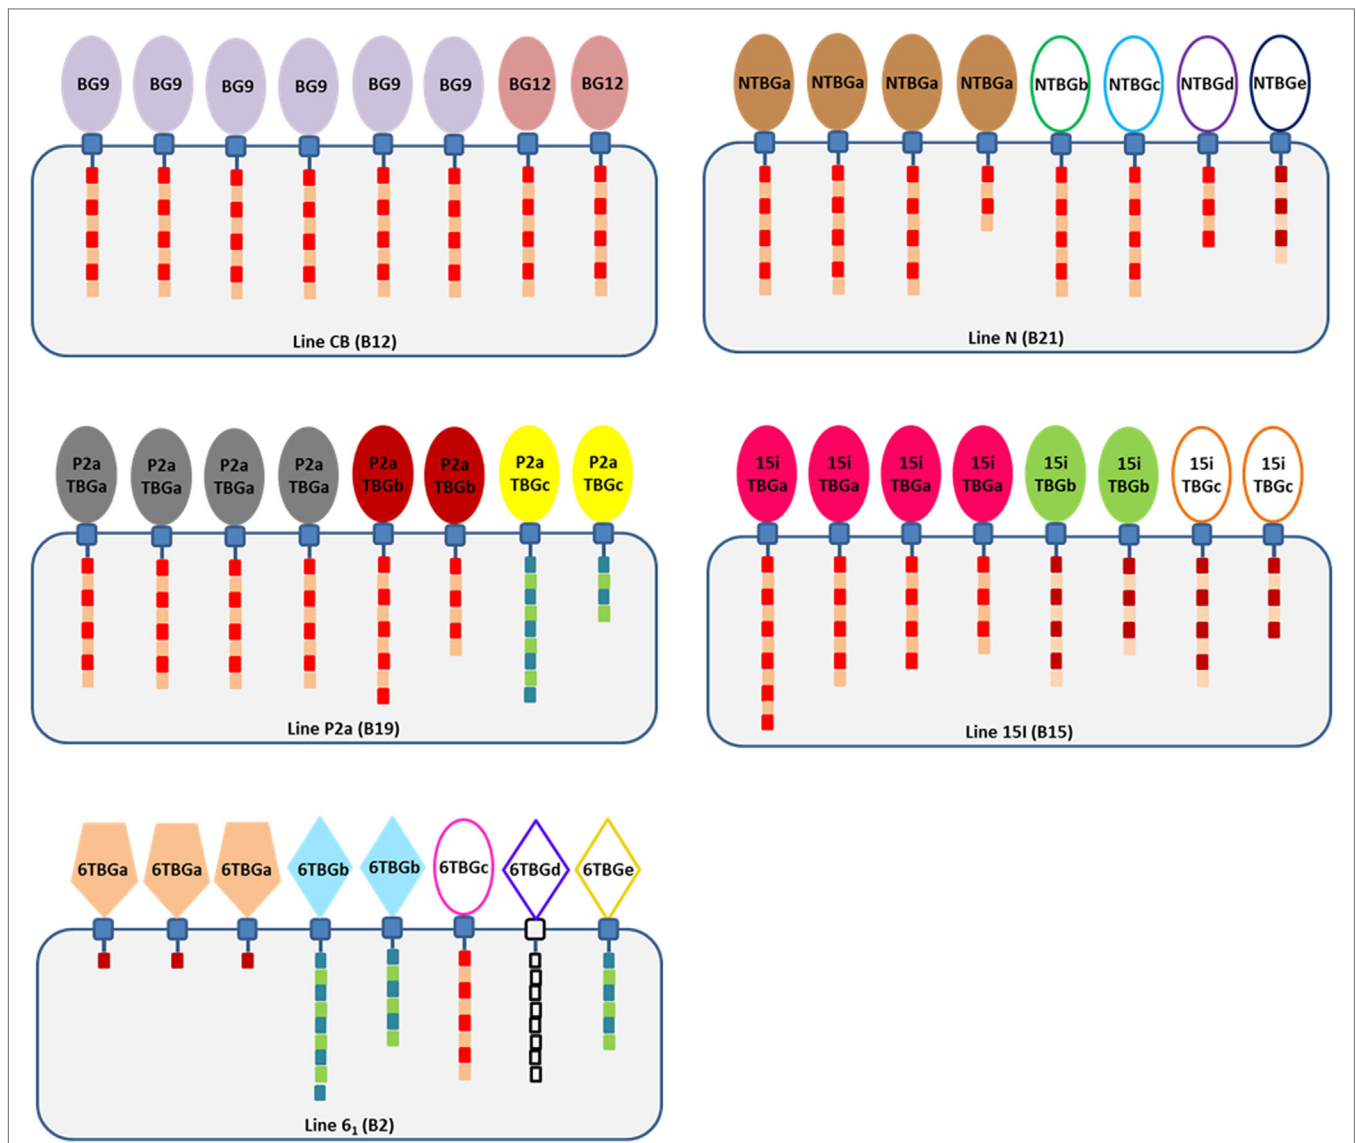 BG9 BG9 BG9 BG9 BG9 BG9 BG12 BG12
Line CB (B12)
NTBGa NTBGa NTBGa NTBGa NTBGb NTBGc NTBGd NTBGe
Line N (B21)
P2a P2a P2a P2a P2a P2a P2a P2a
TBGa TBGa TBGa TBGa TBGb TBGb TBGc TBGc
Line P2a (B19)
15i 15i 15i 15i 15i 15i 15i 15i
TBGa TBGa TBGa TBGa TBGb TBGb TBGc TBGc
Line 15I (B15)
6TBGa 6TBGa 6TBGa 6TBGb 6TBGb 6TBGc 6TBGd 6TBGe
Line 6₁ (B2)